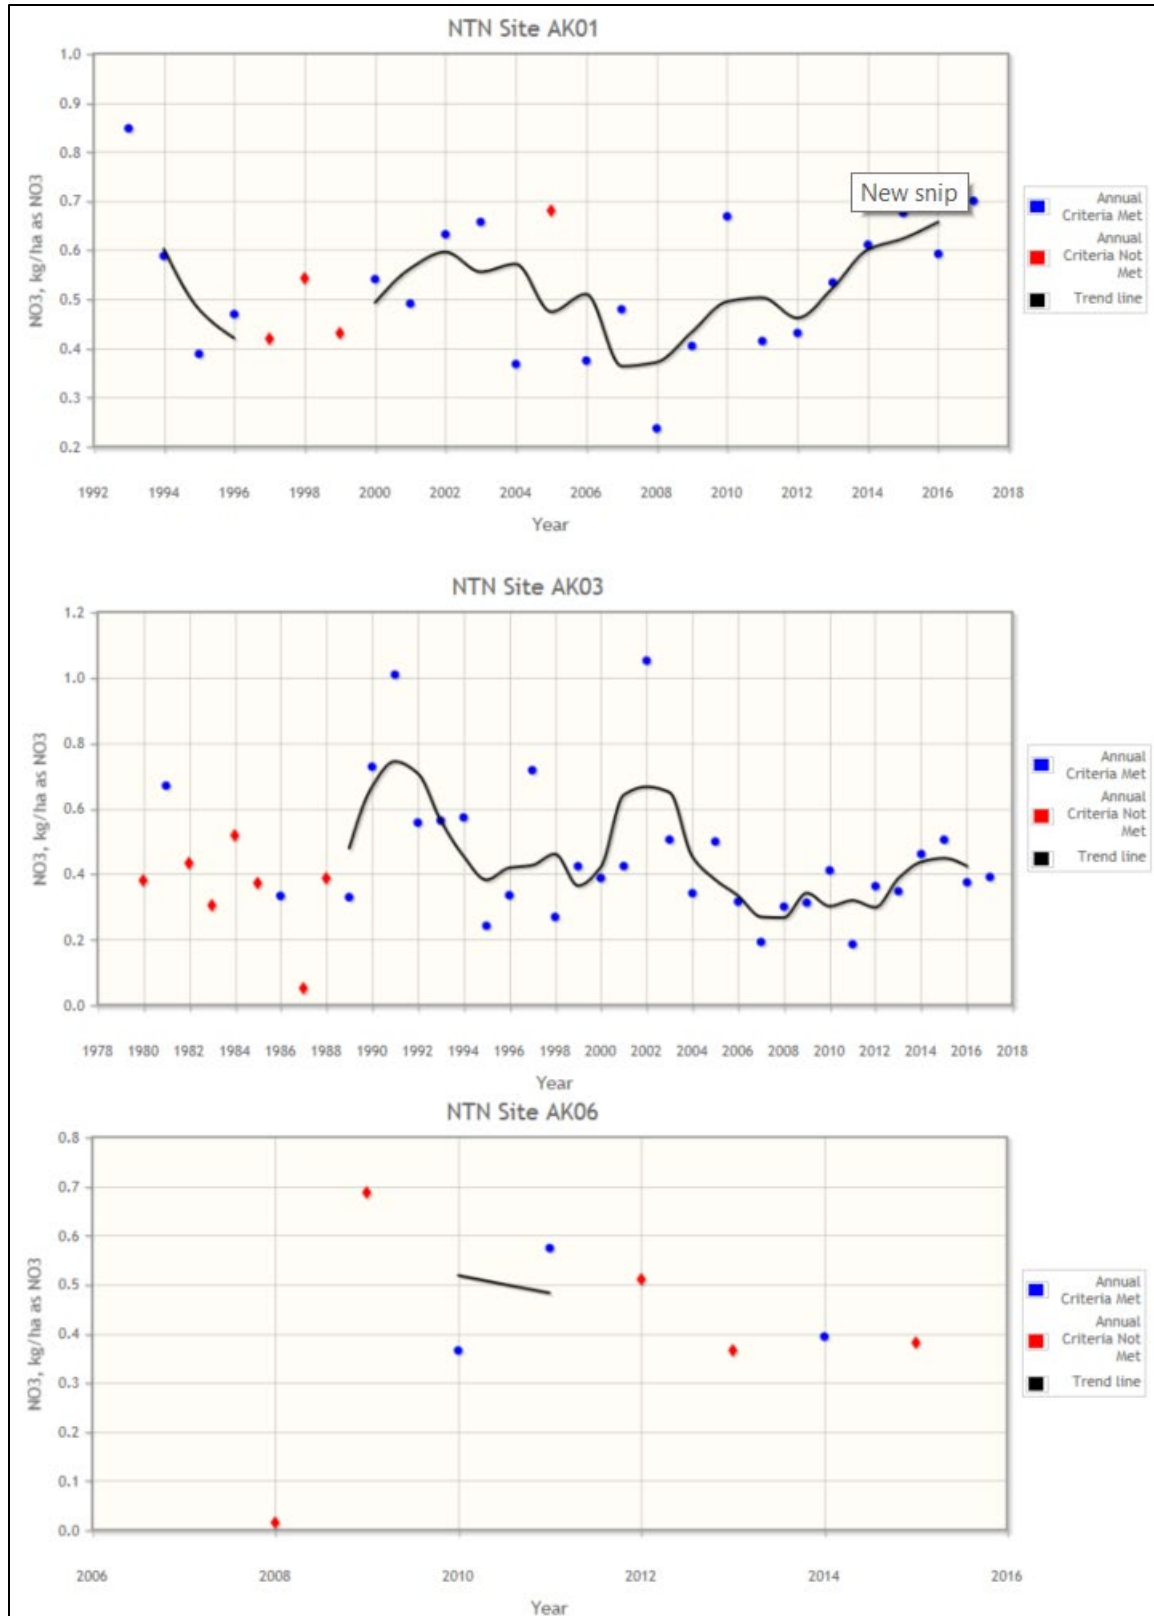 NTN Site AK01
1.0
0.9
0.8
0.7
0.6
0.5
0.4
0.3
0.2
NO3, kg/ha as NO3
New snip
Annual
Criteria Met
Annual
Criteria Not
Met
Trend line
1992 1994 1996 1998 2000 2002 2004 2006 2008 2010 2012 2014 2016 2018
Year
NTN Site AK03
1.2
1.0
0.8
0.6
0.4
0.2
0.0
NO3, kg/ha as NO3
Annual
Criteria Met
Annual
Criteria Not
Met
Trend line
1978 1980 1982 1984 1986 1988 1990 1992 1994 1996 1998 2000 2002 2004 2006 2008 2010 2012 2014 2016 2018
Year
NTN Site AK06
0.8
0.7
0.6
0.5
0.4
0.3
0.2
0.1
0.0
NO3, kg/ha as NO3
Annual
Criteria Met
Annual
Criteria Not
Met
Trend line
2006 2008 2010 2012 2014 2016
Year